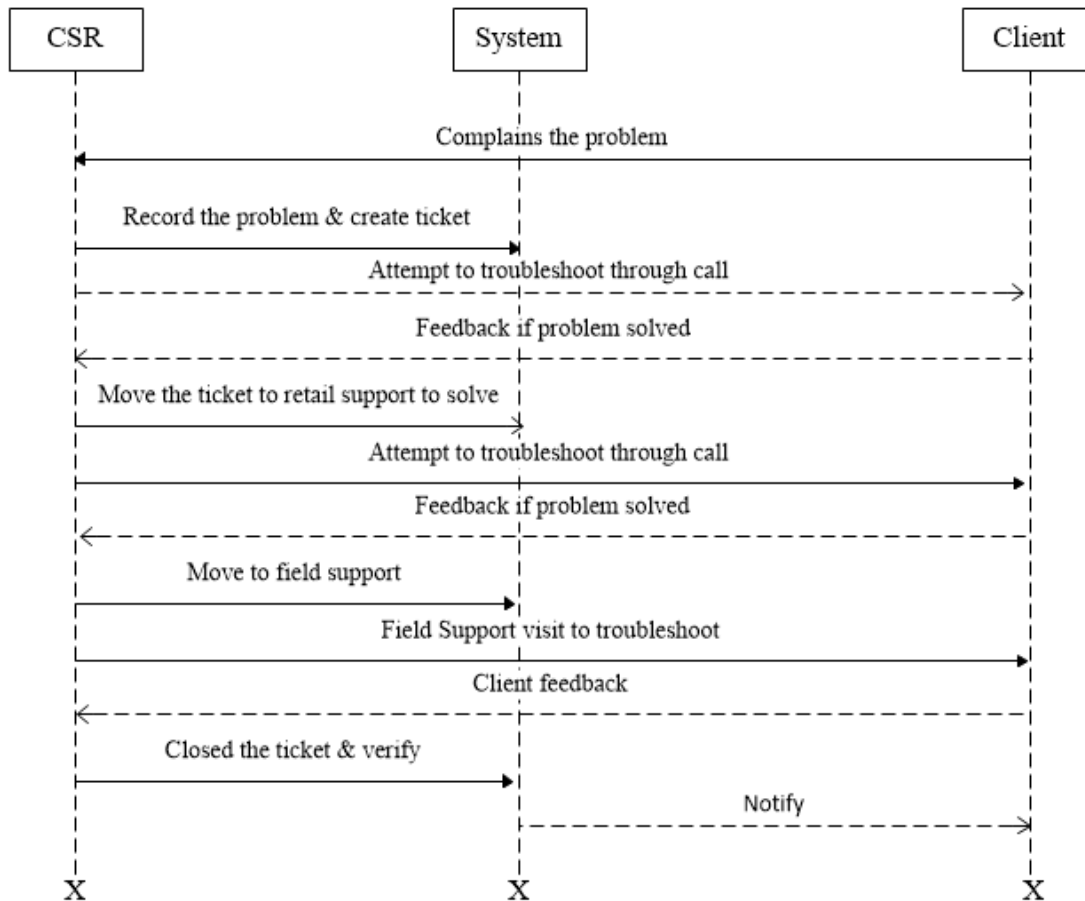 CSR
System
Client
Complains the problem
Record the problem & create ticket
Attempt to troubleshoot through call
Feedback if problem solved
Move the ticket to retail support to solve
Attempt to troubleshoot through call
Feedback if problem solved
Move to field support
Field Support visit to troubleshoot
Client feedback
Closed the ticket & verify
Notify
X
X
X